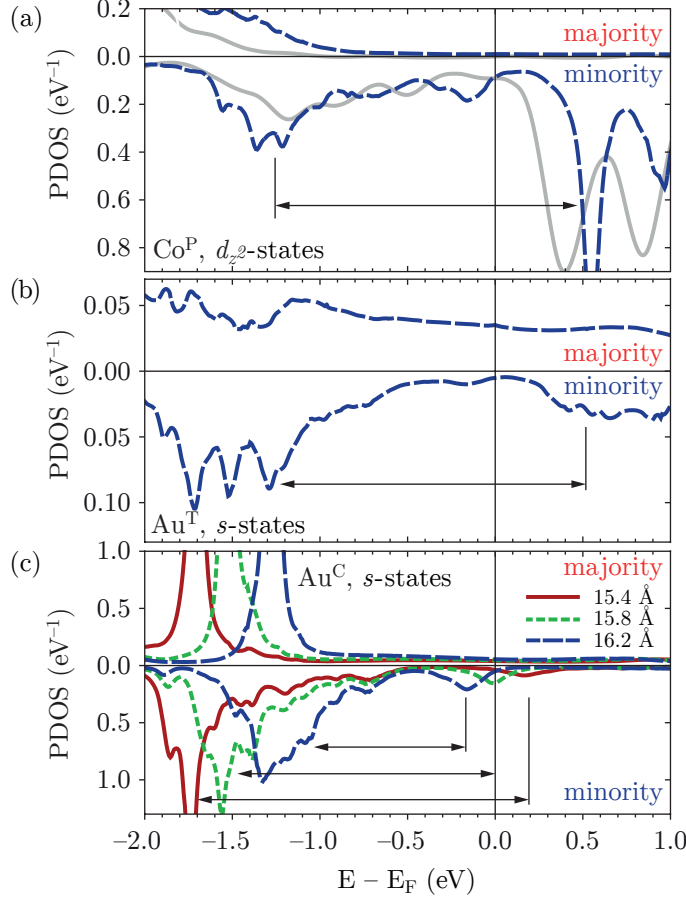 (a)
0.2
0.0
0.2
0.4
0.6
0.8
PDOS (eV⁻¹)
majority
minority
Coᴾ, d_z²-states
(b)
0.05
0.00
0.05
0.10
PDOS (eV⁻¹)
majority
minority
Auᵀ, s-states
(c)
1.0
0.5
0.0
0.5
1.0
PDOS (eV⁻¹)
Auᶜ, s-states
majority
15.4 Å
15.8 Å
16.2 Å
minority
−2.0 −1.5 −1.0 −0.5 0.0 0.5 1.0
E – E_F (eV)